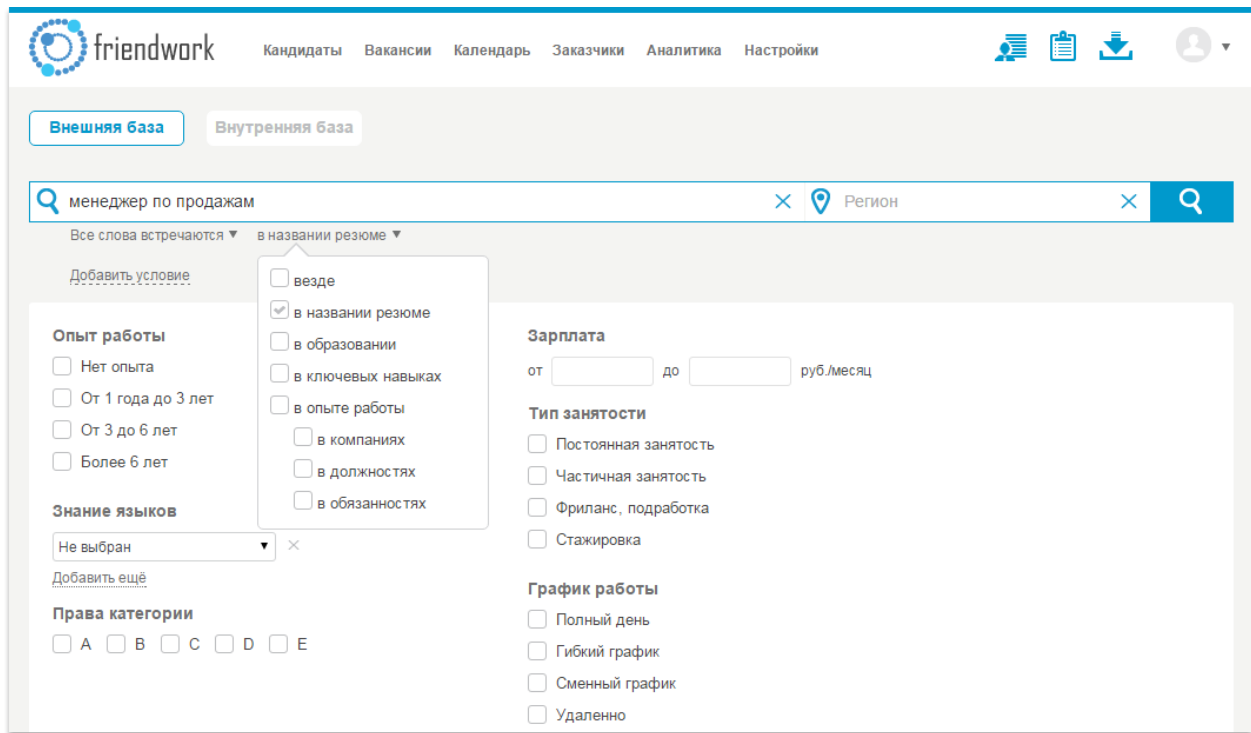 friendwork Кандидаты Вакансии Календарь Заказчики Аналитика Настройки
Внешняя база Внутренняя база
менеджер по продажам Регион
Все слова встречаются в названии резюме
Добавить условие
везде
в названии резюме
в образовании
в ключевых навыках
в опыте работы
в компаниях
в должностях
в обязанностях
Опыт работы
Нет опыта
От 1 года до 3 лет
От 3 до 6 лет
Более 6 лет
Знание языков
Не выбран
Добавить ещё
Права категории
A B C D E
Зарплата
от до руб./месяц
Тип занятости
Постоянная занятость
Частичная занятость
Фриланс, подработка
Стажировка
График работы
Полный день
Гибкий график
Сменный график
Удаленно